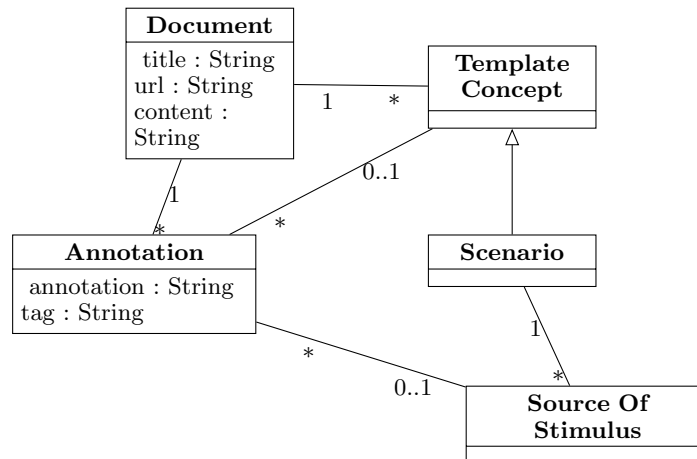 Document
title : String
url : String
content :
String
Template
Concept
1
*
0..1
1
*
*
Annotation
annotation : String
tag : String
Scenario
1
*
*
0..1
Source Of
Stimulus